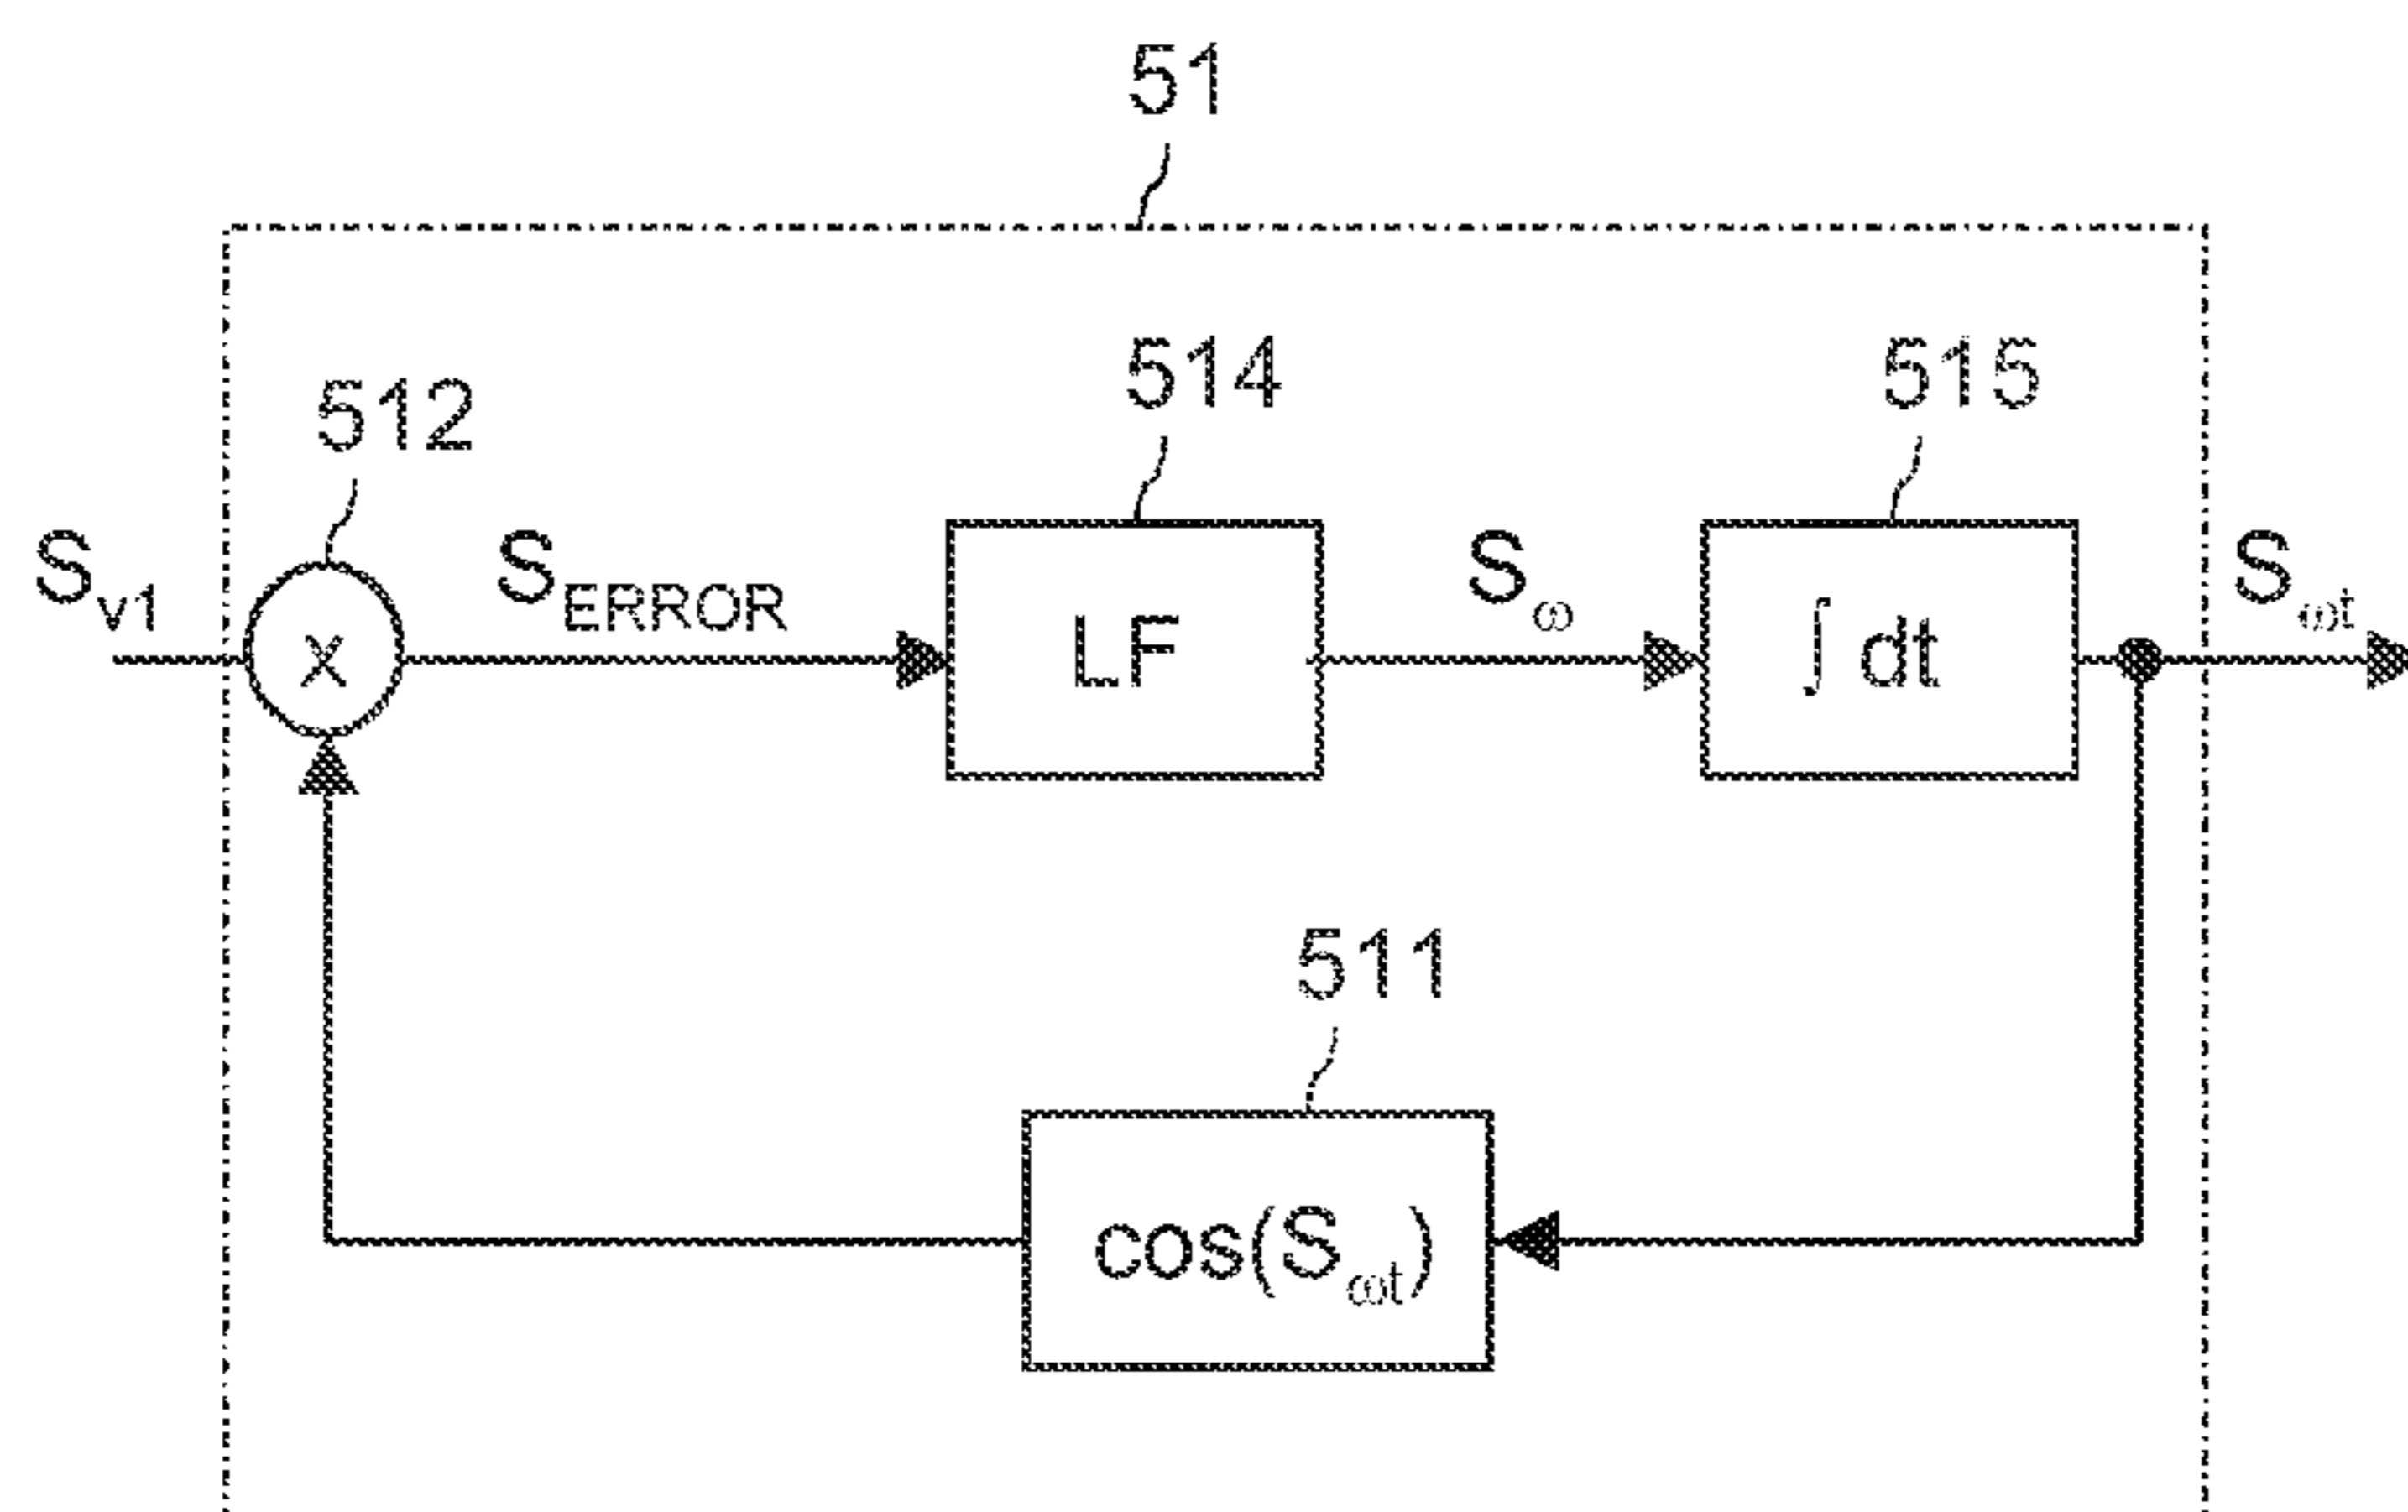 51
514
515
512
S_v1
S_ERROR
S_ω
S_ωt
x
LF
∫ dt
511
cos(S_ωt)